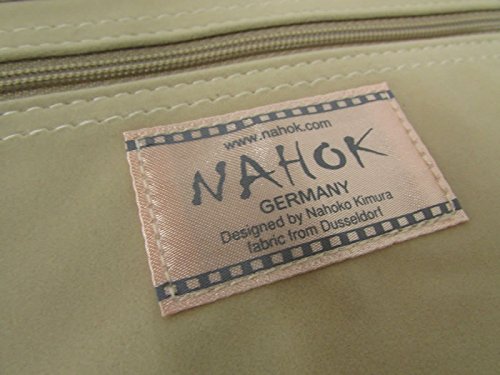 www.nahok.com
NAHOK
GERMANY
Designed by Nahoko Kimura
fabric from Dusseldorf